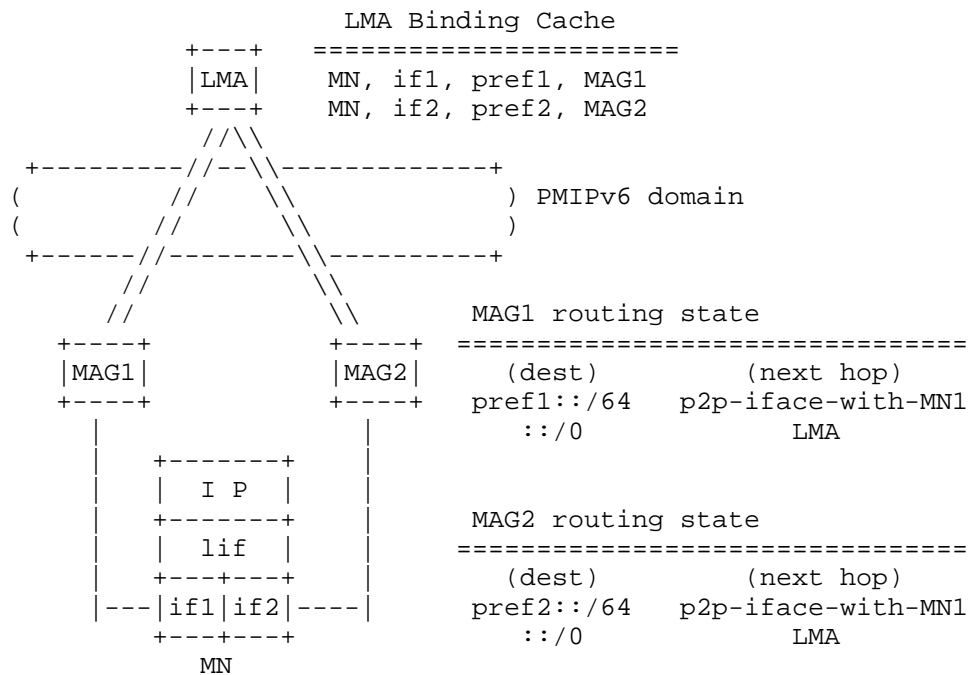 LMA Binding Cache
+---+ ========================
|LMA| MN, if1, pref1, MAG1
+---+ MN, if2, pref2, MAG2
//\\
+---------//--\\-------------+
( // \\ ) PMIPv6 domain
( // \\ )
+------//--------\\----------+
// \\
// \\ MAG1 routing state
+----+ +----+ ================================
|MAG1| |MAG2| (dest) (next hop)
+----+ +----+ pref1::/64 p2p-iface-with-MN1
| | ::/0 LMA
| +-------+ |
| | I P | |
| +-------+ | MAG2 routing state
| | lif | | ================================
| +---+---+ | (dest) (next hop)
|---|if1|if2|----| pref2::/64 p2p-iface-with-MN1
+---+---+ ::/0 LMA
MN